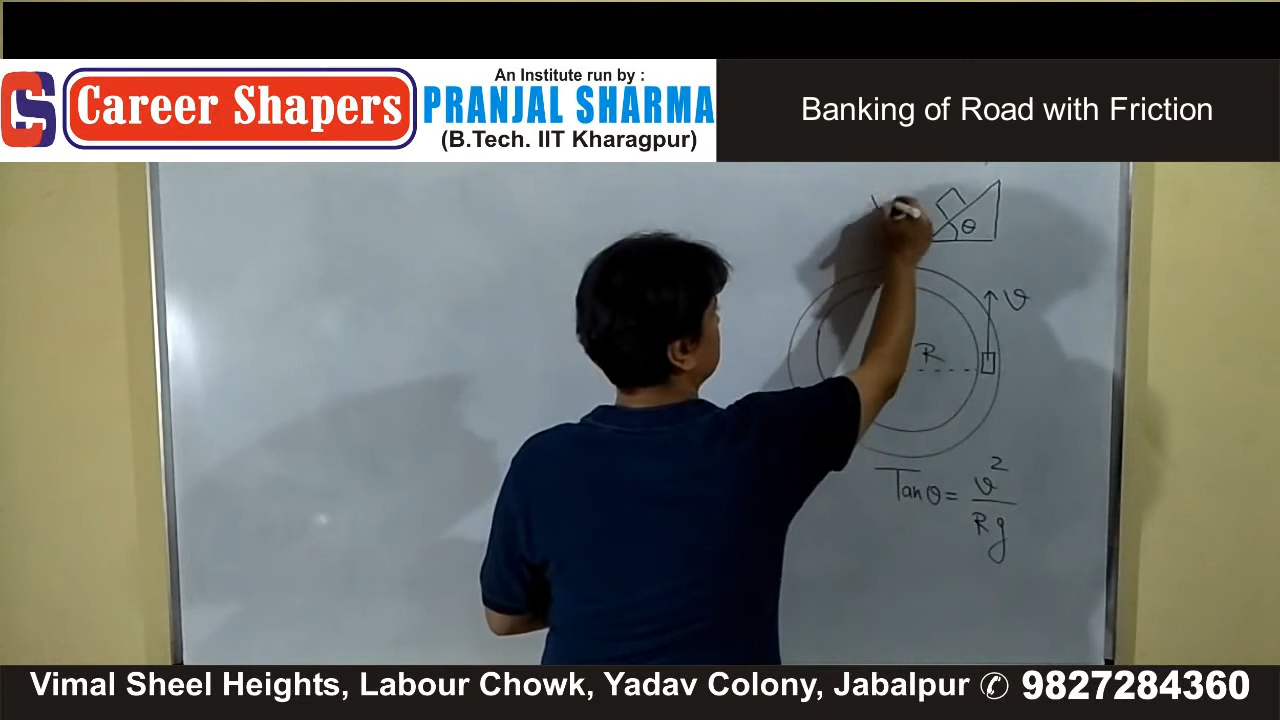 CS Career Shapers
An Institute run by :
PRANJAL SHARMA
(B.Tech. IIT Kharagpur)
Banking of Road with Friction
θ
v
R
Tanθ = v²
Rg
Vimal Sheel Heights, Labour Chowk, Yadav Colony, Jabalpur ✆ 9827284360